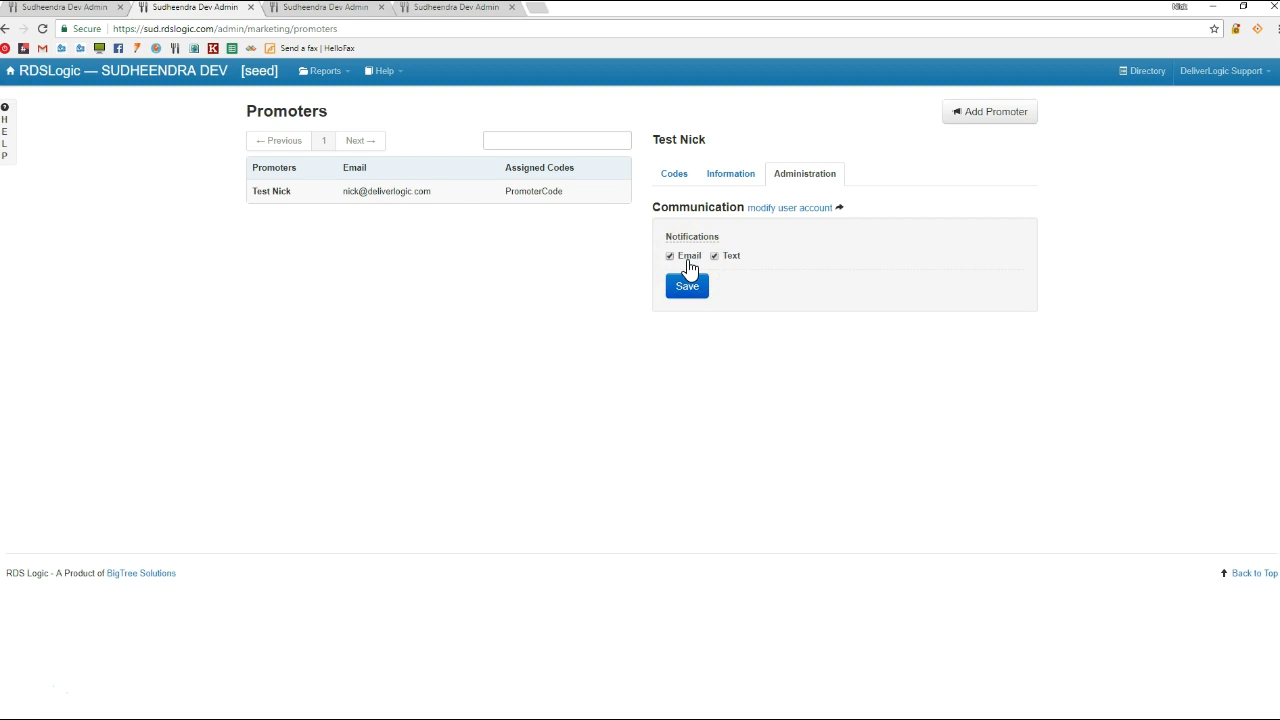 Sudheendra Dev Admin
Sudheendra Dev Admin
Sudheendra Dev Admin
Sudheendra Dev Admin
Nick
Secure
https://sud.rdslogic.com/admin/marketing/promoters
Send a fax | HelloFax
RDSLogic — SUDHEENDRA DEV [seed] Reports Help Directory DeliverLogic Support
H
E
L
P
Promoters
Add Promoter
← Previous 1 Next →
Test Nick
Promoters Email Assigned Codes
Test Nick nick@deliverlogic.com PromoterCode
Codes Information Administration
Communication modify user account
Notifications
Email Text
Save
RDS Logic - A Product of BigTree Solutions
Back to Top